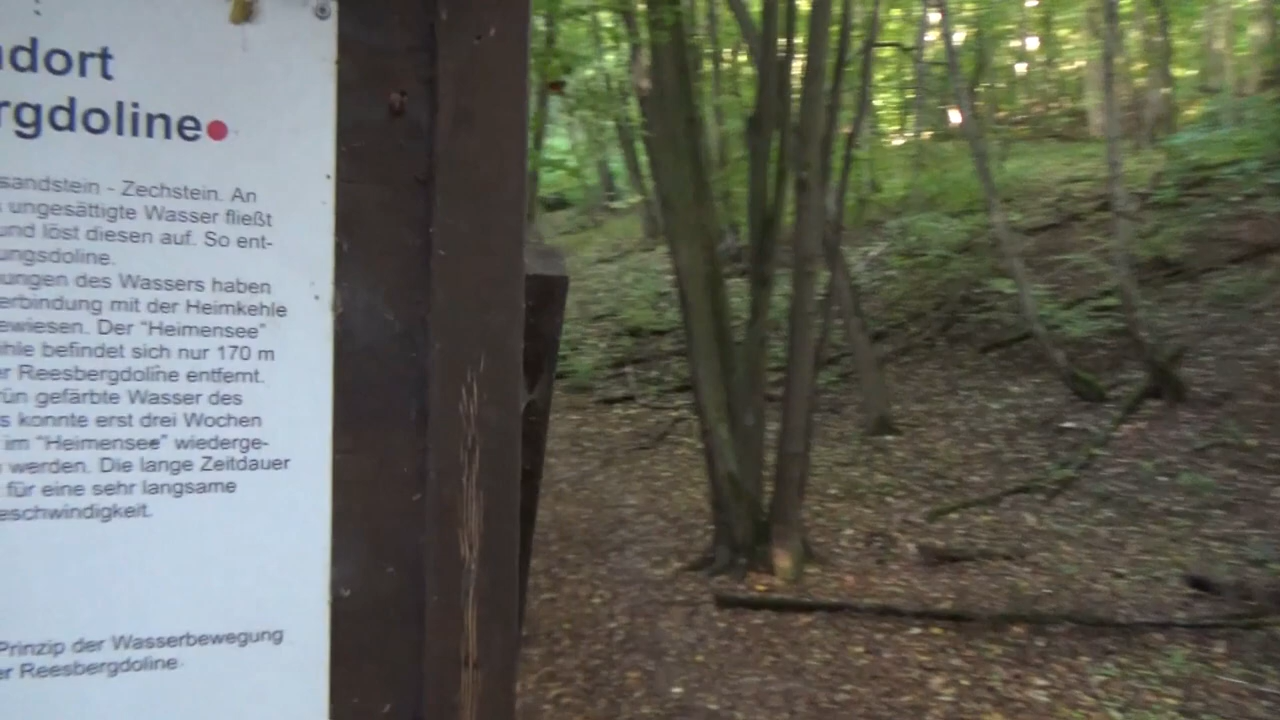 ndort
rgdoline
sandstein - Zechstein. An
ungesättigte Wasser fließt
und löst diesen auf. So ent-
ungsdoline.
ungen des Wassers haben
erbindung mit der Heimkehle
ewiesen. Der "Heimensee"
hle befindet sich nur 170 m
er Reesbergdoline entfernt.
ün gefärbte Wasser des
s konnte erst drei Wochen
im "Heimensee" wiederge-
werden. Die lange Zeitdauer
für eine sehr langsame
eschwindigkeit.
Prinzip der Wasserbewegung
er Reesbergdoline